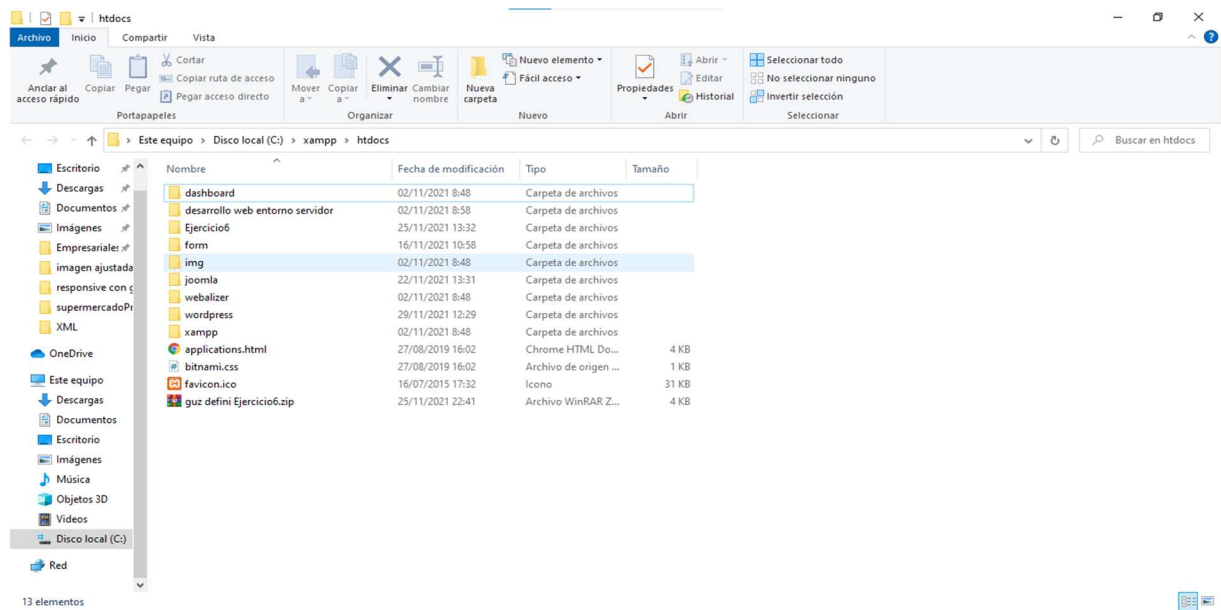 htdocs
Archivo Inicio Compartir Vista
Anclar al acceso rápido
Copiar
Pegar
Cortar
Copiar ruta de acceso
Pegar acceso directo
Portapapeles
Mover a
Copiar a
Eliminar
Cambiar nombre
Organizar
Nueva carpeta
Nuevo elemento
Fácil acceso
Nuevo
Propiedades
Abrir
Editar
Historial
Abrir
Seleccionar todo
No seleccionar ninguno
Invertir selección
Seleccionar
Este equipo > Disco local (C:) > xampp > htdocs
Buscar en htdocs
Escritorio
Descargas
Documentos
Imágenes
Empresariales
imagen ajustada
responsive con g
supermercadoPr
XML
OneDrive
Este equipo
Descargas
Documentos
Escritorio
Imágenes
Música
Objetos 3D
Videos
Disco local (C:)
Red
Nombre Fecha de modificación Tipo Tamaño
dashboard 02/11/2021 8:48 Carpeta de archivos
desarrollo web entorno servidor 02/11/2021 8:58 Carpeta de archivos
Ejercicio6 25/11/2021 13:32 Carpeta de archivos
form 16/11/2021 10:58 Carpeta de archivos
img 02/11/2021 8:48 Carpeta de archivos
joomla 22/11/2021 13:31 Carpeta de archivos
webalizer 02/11/2021 8:48 Carpeta de archivos
wordpress 29/11/2021 12:29 Carpeta de archivos
xampp 02/11/2021 8:48 Carpeta de archivos
applications.html 27/08/2019 16:02 Chrome HTML Do... 4 KB
bitnami.css 27/08/2019 16:02 Archivo de origen ... 1 KB
favicon.ico 16/07/2015 17:32 Icono 31 KB
guz defini Ejercicio6.zip 25/11/2021 22:41 Archivo WinRAR Z... 4 KB
13 elementos